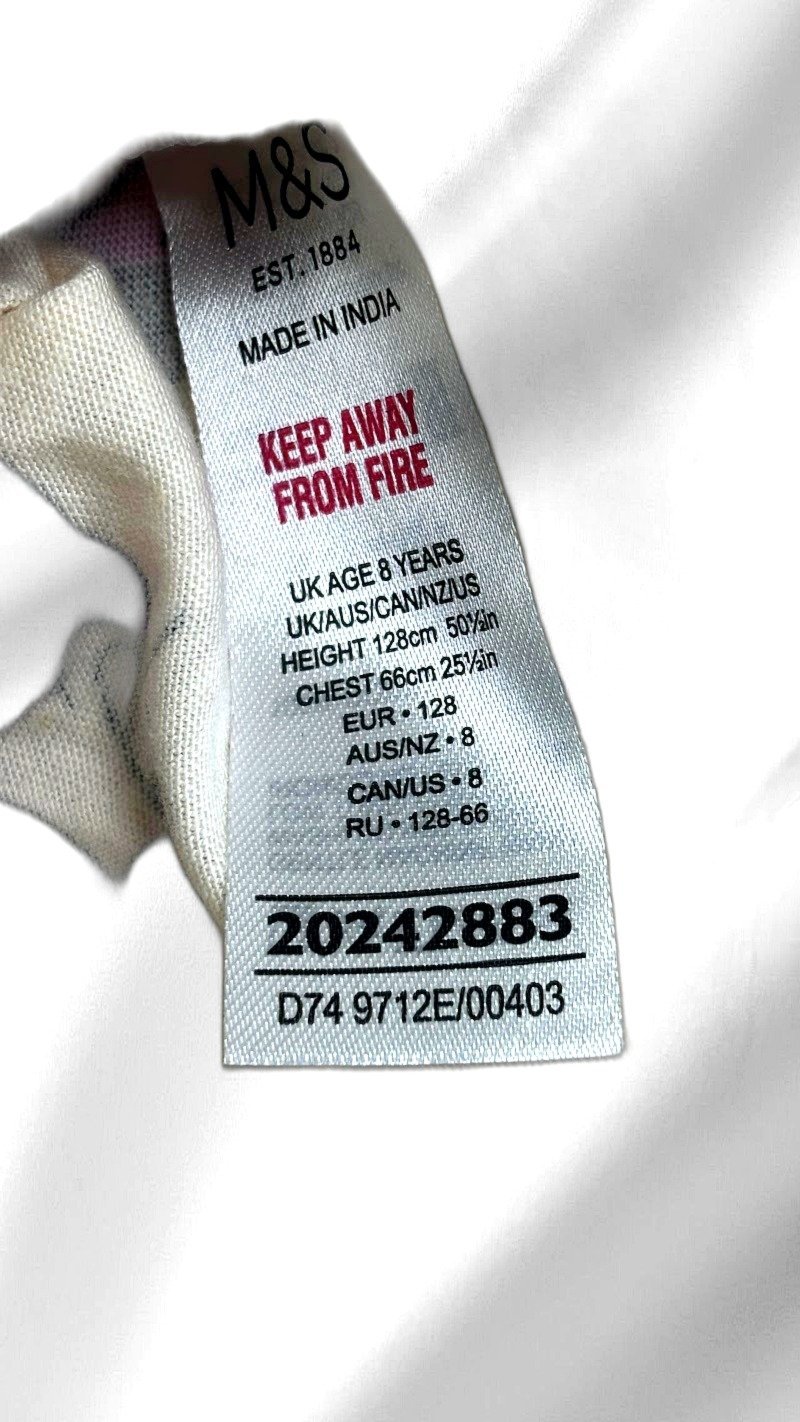 M&S
EST. 1884
MADE IN INDIA
KEEP AWAY
FROM FIRE
UK AGE 8 YEARS
UK/AUS/CAN/NZ/US
HEIGHT 128cm 50½in
CHEST 66cm 25½in
EUR • 128
AUS/NZ • 8
CAN/US • 8
RU • 128-66
20242883
D74 9712E/00403